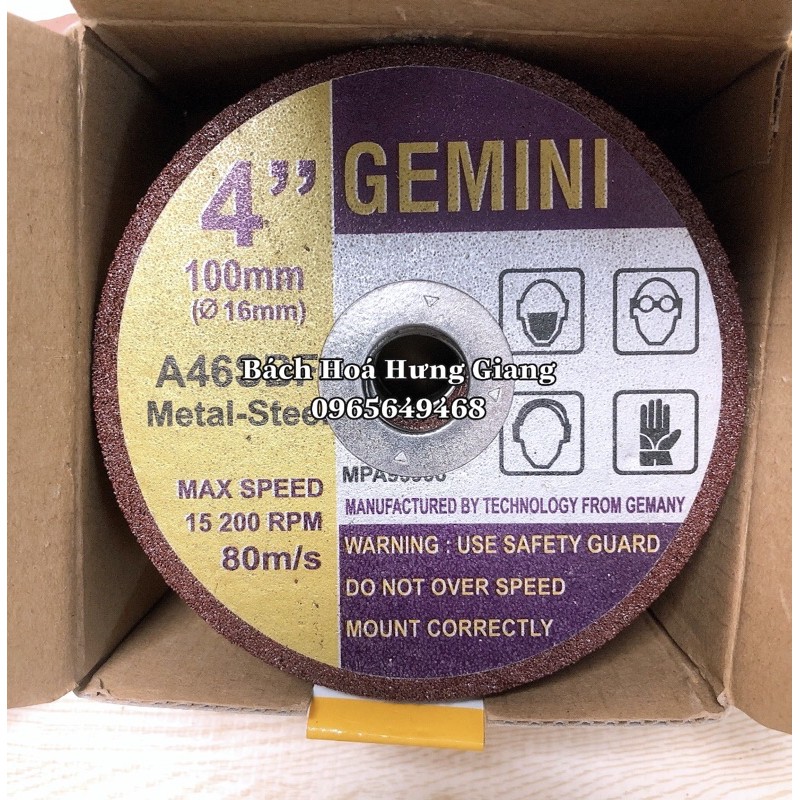 4”
100mm
(Ø 16mm)
GEMINI
Bách Hoá Hưng Giang
0965649468
Metal-Steel
MAX SPEED
15 200 RPM
80m/s
MANUFACTURED BY TECHNOLOGY FROM GEMANY
WARNING : USE SAFETY GUARD
DO NOT OVER SPEED
MOUNT CORRECTLY